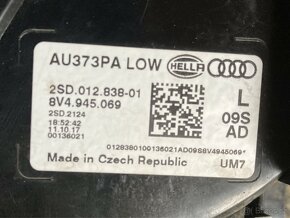 AU373PA LOW HELLA
2SD.012.838-01
8V4.945.069
2SD.2124
18:52:42
11.10.17
00136021
L
09S
AD
0128380100136021AD09S8V4945069*
Made in Czech Republic
UM7